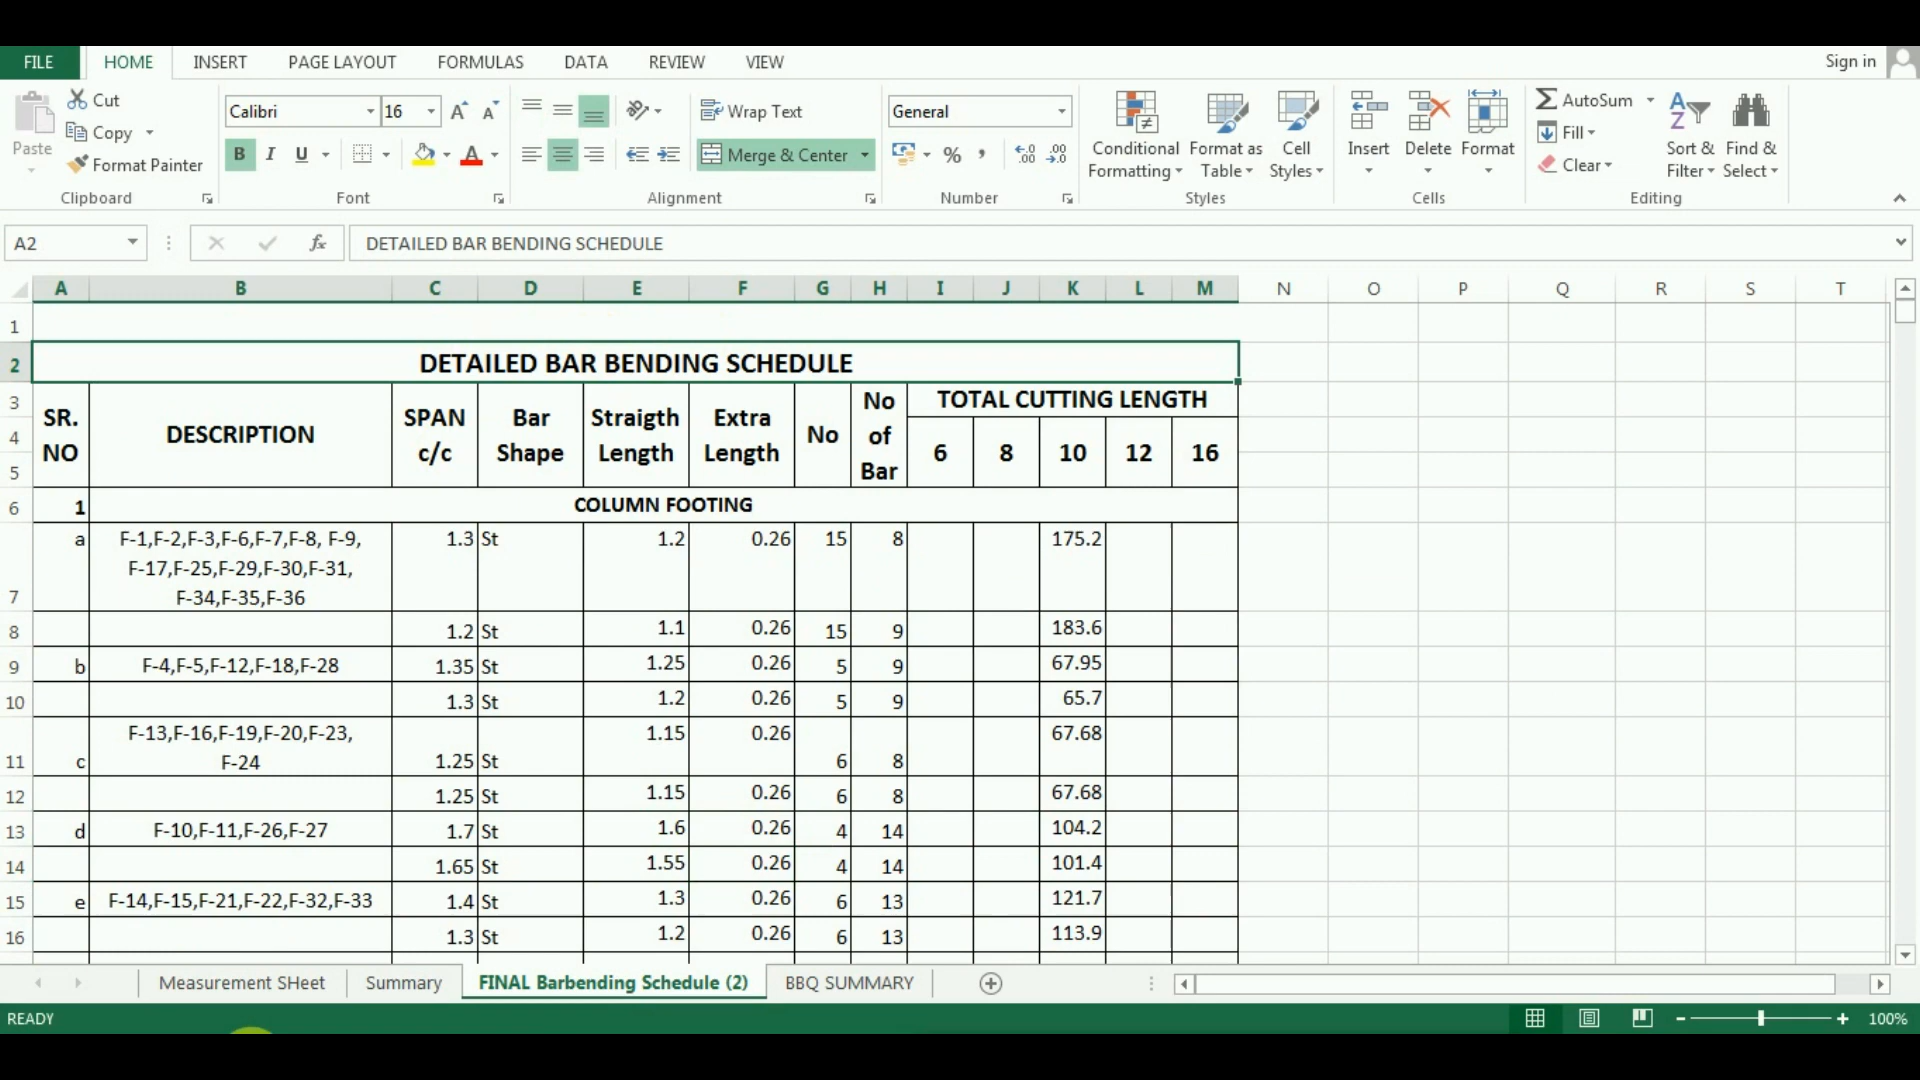 FILE HOME INSERT PAGE LAYOUT FORMULAS DATA REVIEW VIEW Sign in
Paste Cut Copy Format Painter
Clipboard
Calibri 16
B I U A
Font
Wrap Text
Merge & Center
Alignment
General
% ,
Number
Conditional Formatting Format as Table Cell Styles
Styles
Insert Delete Format
Cells
AutoSum
Fill
Clear
Sort & Filter Find & Select
Editing
A2 fx DETAILED BAR BENDING SCHEDULE
A B C D E F G H I J K L M N O P Q R S T
1
2 DETAILED BAR BENDING SCHEDULE
3 4 5 SR. NO DESCRIPTION SPAN c/c Bar Shape Straigth Length Extra Length No No of Bar TOTAL CUTTING LENGTH
6 8 10 12 16
6 1 COLUMN FOOTING
7 a F-1,F-2,F-3,F-6,F-7,F-8, F-9, 1.3 St 1.2 0.26 15 8 175.2
F-17,F-25,F-29,F-30,F-31,
F-34,F-35,F-36
8 1.2 St 1.1 0.26 15 9 183.6
9 b F-4,F-5,F-12,F-18,F-28 1.35 St 1.25 0.26 5 9 67.95
10 1.3 St 1.2 0.26 5 9 65.7
F-13,F-16,F-19,F-20,F-23, 1.15 0.26 67.68
11 c F-24 1.25 St 6 8
12 1.25 St 1.15 0.26 6 8 67.68
13 d F-10,F-11,F-26,F-27 1.7 St 1.6 0.26 4 14 104.2
14 1.65 St 1.55 0.26 4 14 101.4
15 e F-14,F-15,F-21,F-22,F-32,F-33 1.4 St 1.3 0.26 6 13 121.7
16 1.3 St 1.2 0.26 6 13 113.9
Measurement SHeet Summary FINAL Barbending Schedule (2) BBQ SUMMARY
READY 100%